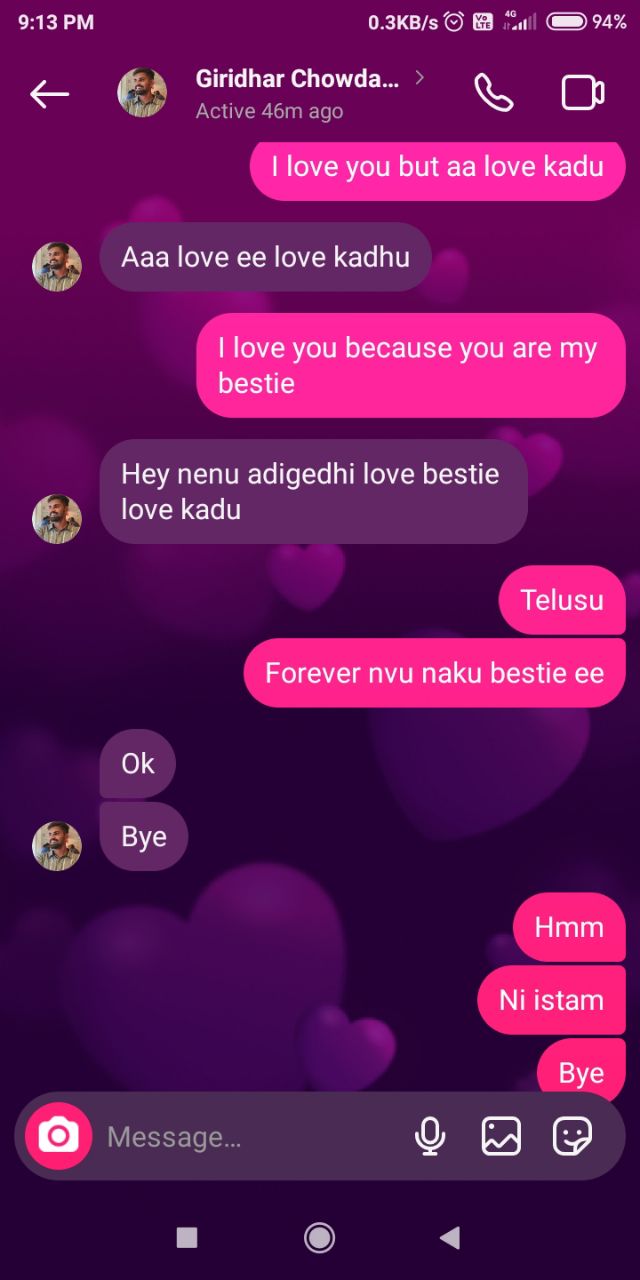 9:13 PM
0.3KB/s
Vo
LTE
4G
94%
Giridhar Chowda...
Active 46m ago
I love you but aa love kadu
Aaa love ee love kadhu
I love you because you are my
bestie
Hey nenu adigedhi love bestie
love kadu
Telusu
Forever nvu naku bestie ee
Ok
Bye
Hmm
Ni istam
Bye
Message...